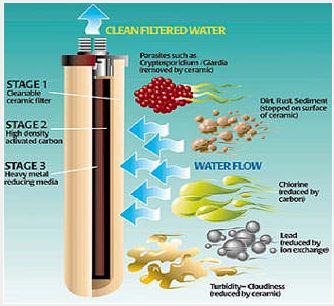 CLEAN FILTERED WATER
Parasites such as
Cryptosporidium / Giardia
(removed by ceramic)
STAGE 1
Cleanable
ceramic filter
Dirt, Rust, Sediment
(stopped on surface
of ceramic)
STAGE 2
High density
activated carbon
STAGE 3
Heavy metal
reducing media
WATER FLOW
Chlorine
(reduced by
carbon)
Lead
(reduced by
ion exchange)
Turbidity- Cloudiness
(reduced by ceramic)